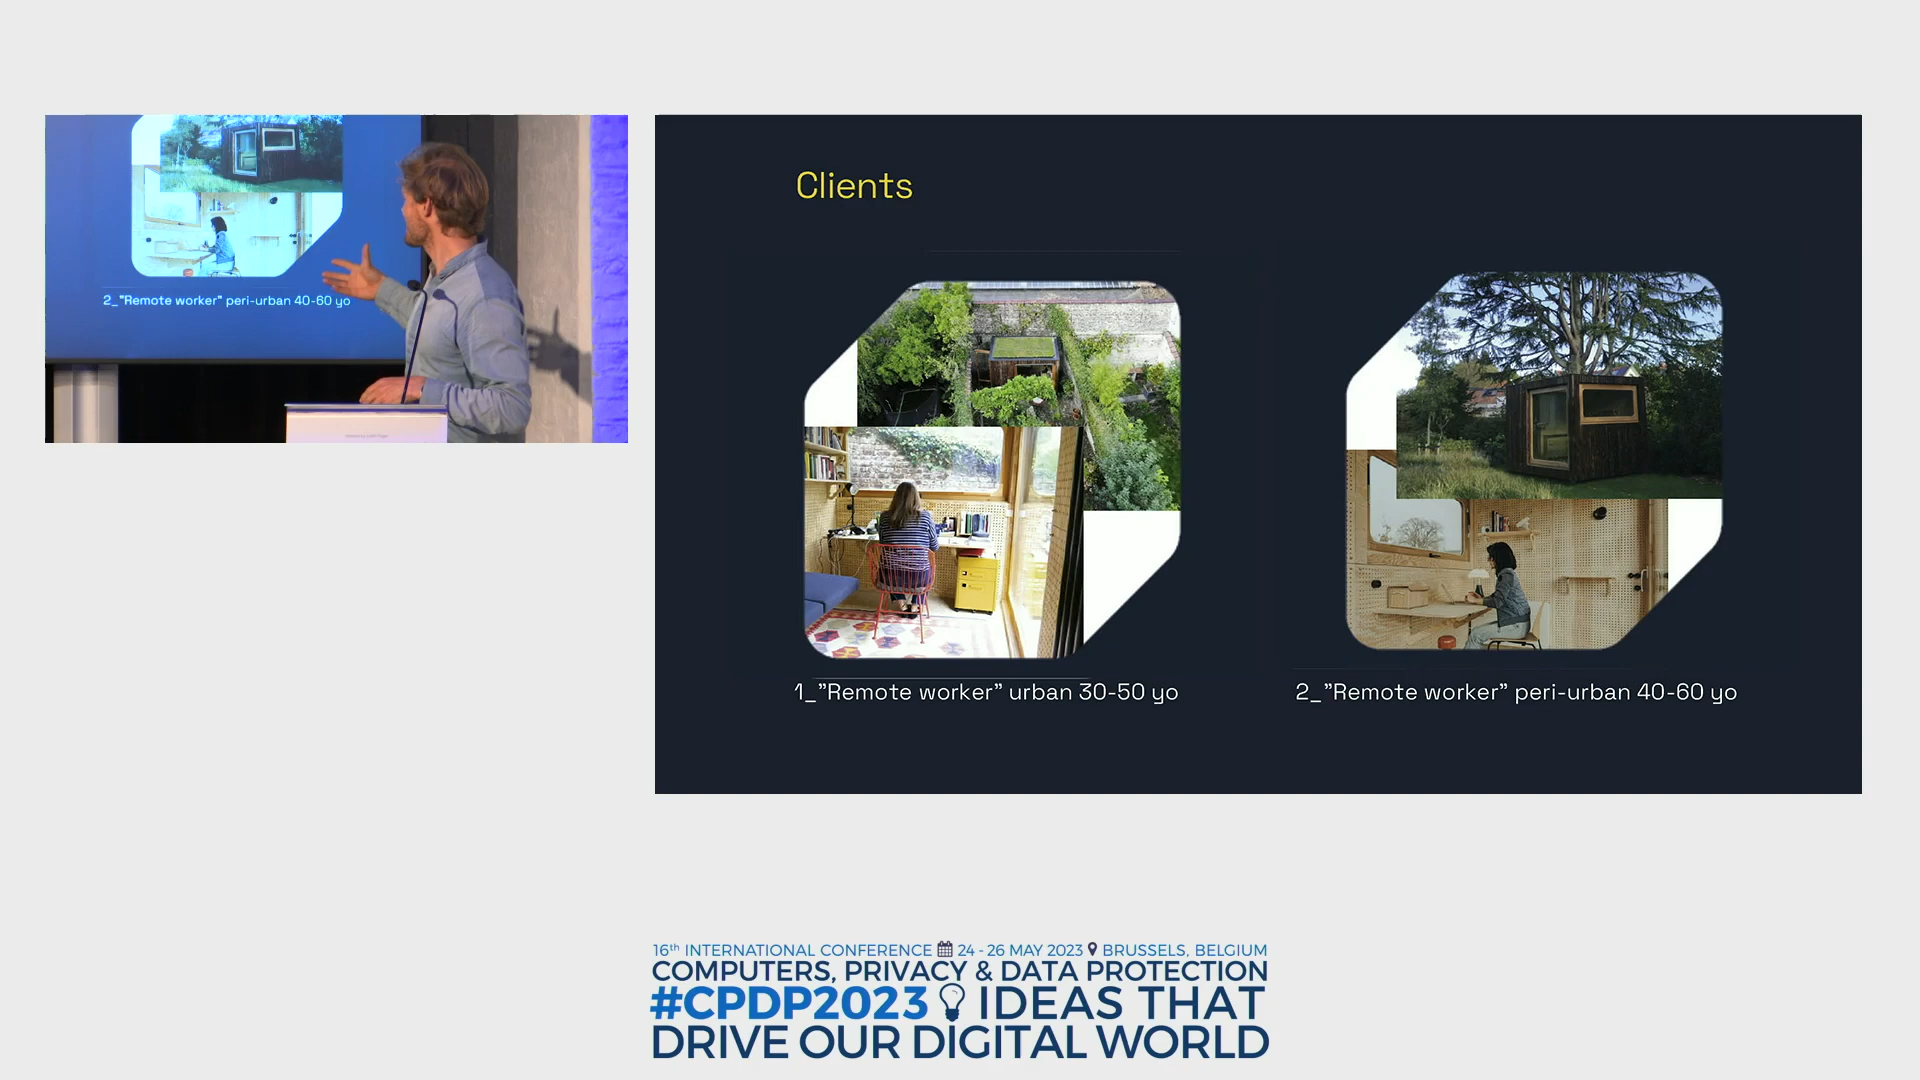 2_"Remote worker" peri-urban 40-60 yo
Clients
1_"Remote worker" urban 30-50 yo
2_"Remote worker" peri-urban 40-60 yo
16th INTERNATIONAL CONFERENCE 24 - 26 MAY 2023 BRUSSELS, BELGIUM
COMPUTERS, PRIVACY & DATA PROTECTION
#CPDP2023 IDEAS THAT
DRIVE OUR DIGITAL WORLD